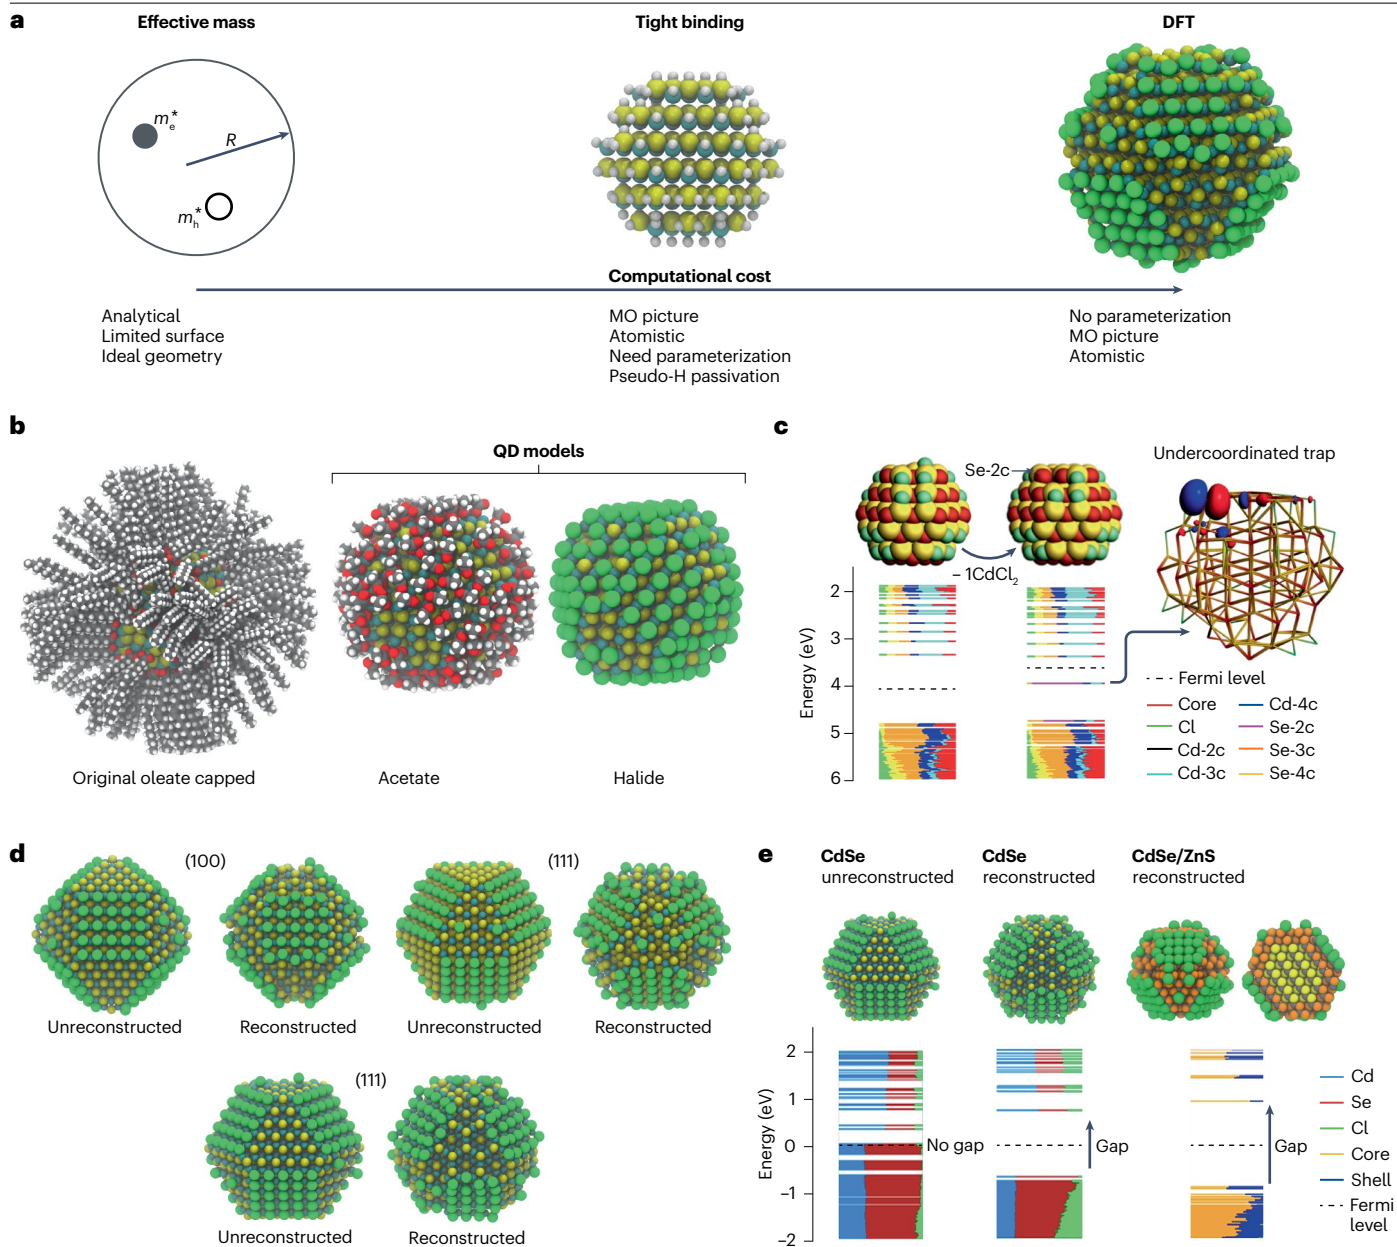 a
Effective mass
Tight binding
DFT
mₑ*
R
mₕ*
Computational cost
Analytical
Limited surface
Ideal geometry
MO picture
Atomistic
Need parameterization
Pseudo-H passivation
No parameterization
MO picture
Atomistic
b
QD models
Original oleate capped
Acetate
Halide
c
Se-2c
Undercoordinated trap
– 1CdCl₂
Energy (eV)
2
3
4
5
6
Fermi level
Core
Cl
Cd-2c
Cd-3c
Cd-4c
Se-2c
Se-3c
Se-4c
d
(100)
(111)
Unreconstructed
Reconstructed
Unreconstructed
Reconstructed
(111)
Unreconstructed
Reconstructed
e
CdSe
unreconstructed
CdSe
reconstructed
CdSe/ZnS
reconstructed
Energy (eV)
2
1
0
–1
–2
No gap
Gap
Gap
Cd
Se
Cl
Core
Shell
Fermi
level